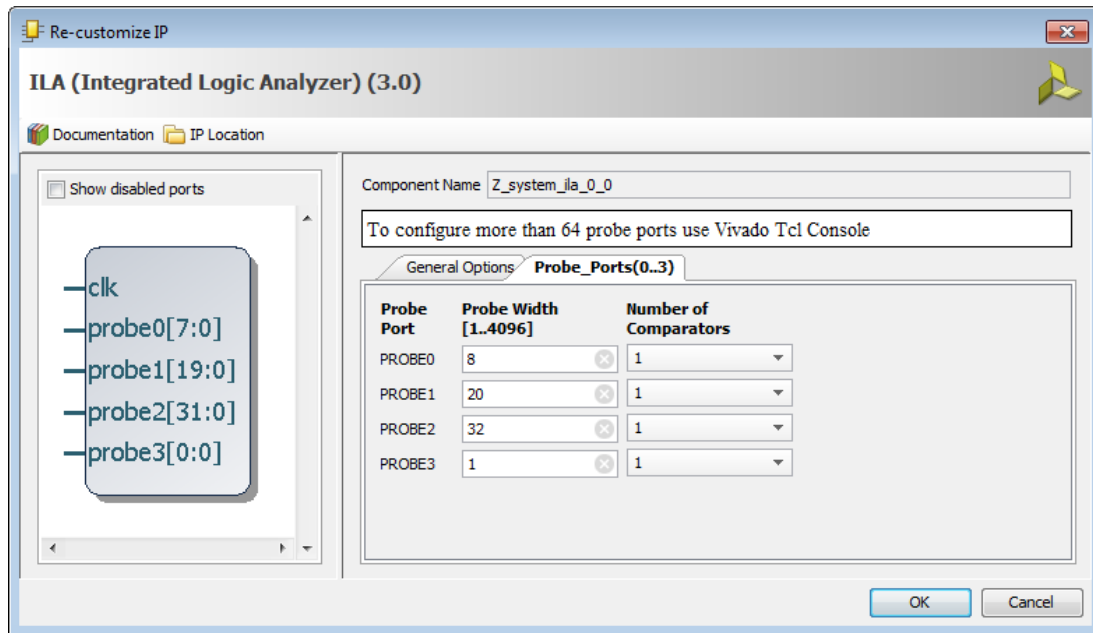 Re-customize IP
ILA (Integrated Logic Analyzer) (3.0)
Documentation IP Location
Show disabled ports
clk
probe0[7:0]
probe1[19:0]
probe2[31:0]
probe3[0:0]
Component Name Z_system_ila_0_0
To configure more than 64 probe ports use Vivado Tcl Console
General Options Probe_Ports(0..3)
Probe Port Probe Width [1..4096] Number of Comparators
PROBE0 8 1
PROBE1 20 1
PROBE2 32 1
PROBE3 1 1
OK Cancel